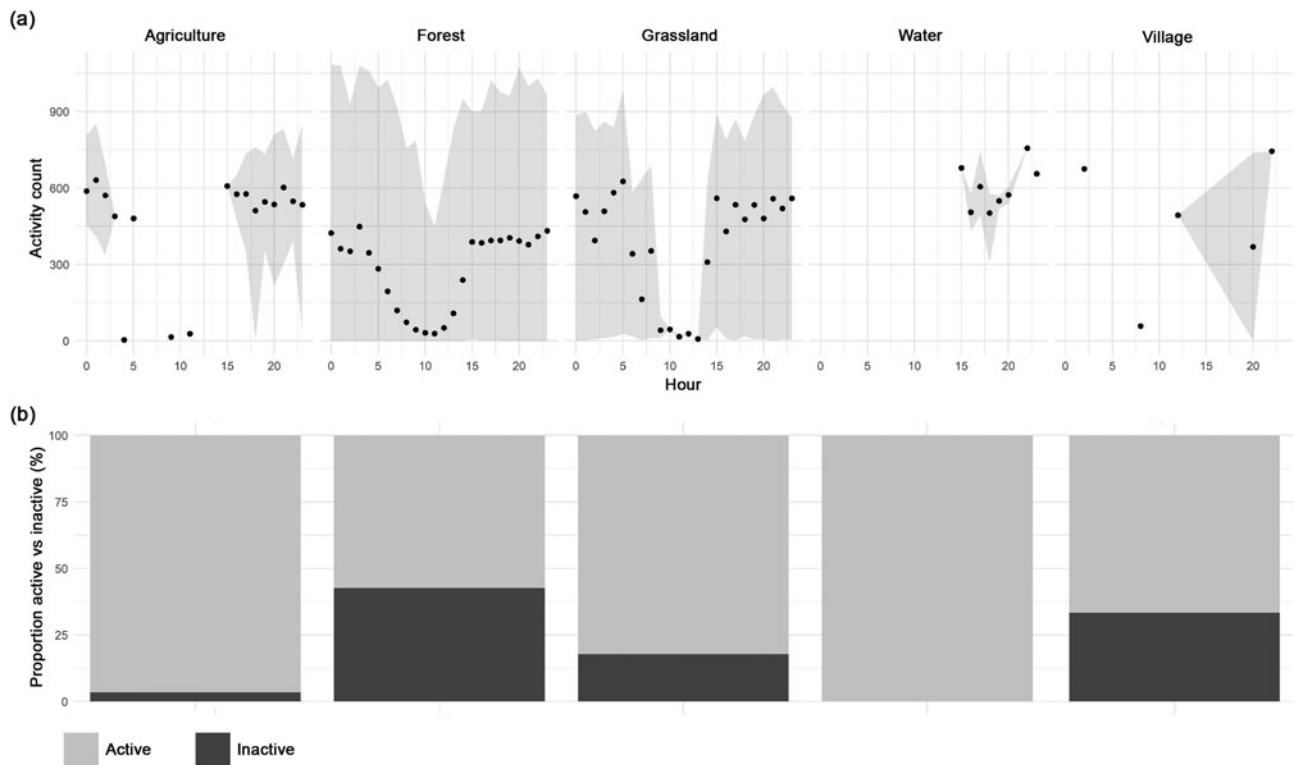 (a)
Agriculture Forest Grassland Water Village
Activity count
900
600
300
0
0 5 10 15 20 0 5 10 15 20 0 5 10 15 20 0 5 10 15 20 0 5 10 15 20
Hour
(b)
Proportion active vs inactive (%)
100
75
50
25
0
Active Inactive